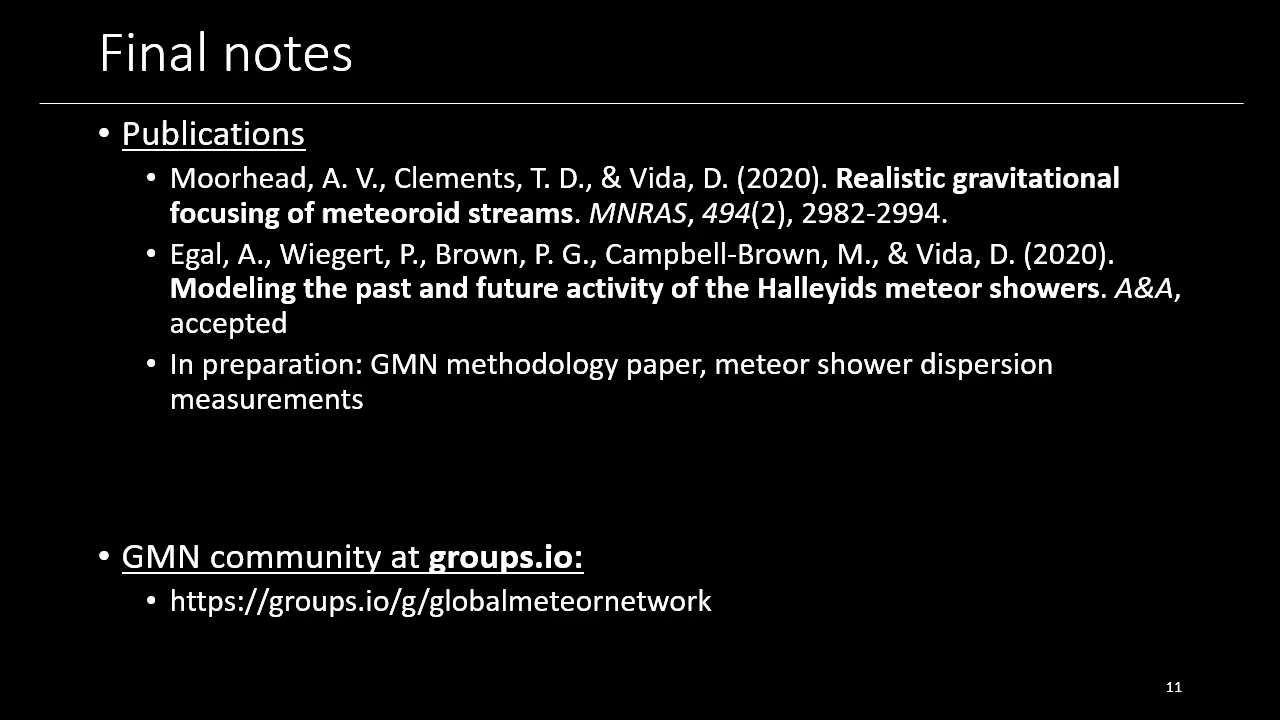 Final notes
• Publications
• Moorhead, A. V., Clements, T. D., & Vida, D. (2020). Realistic gravitational
focusing of meteoroid streams. MNRAS, 494(2), 2982-2994.
• Egal, A., Wiegert, P., Brown, P. G., Campbell-Brown, M., & Vida, D. (2020).
Modeling the past and future activity of the Halleyids meteor showers. A&A,
accepted
• In preparation: GMN methodology paper, meteor shower dispersion
measurements
• GMN community at groups.io:
• https://groups.io/g/globalmeteornetwork
11